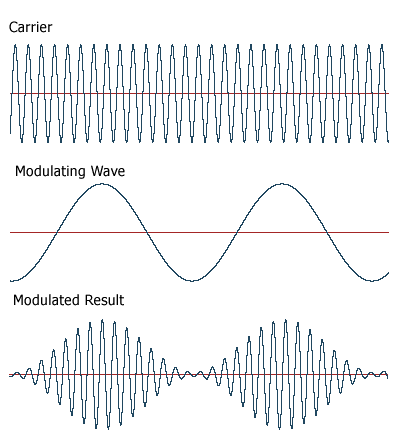 Carrier
Modulating Wave
Modulated Result